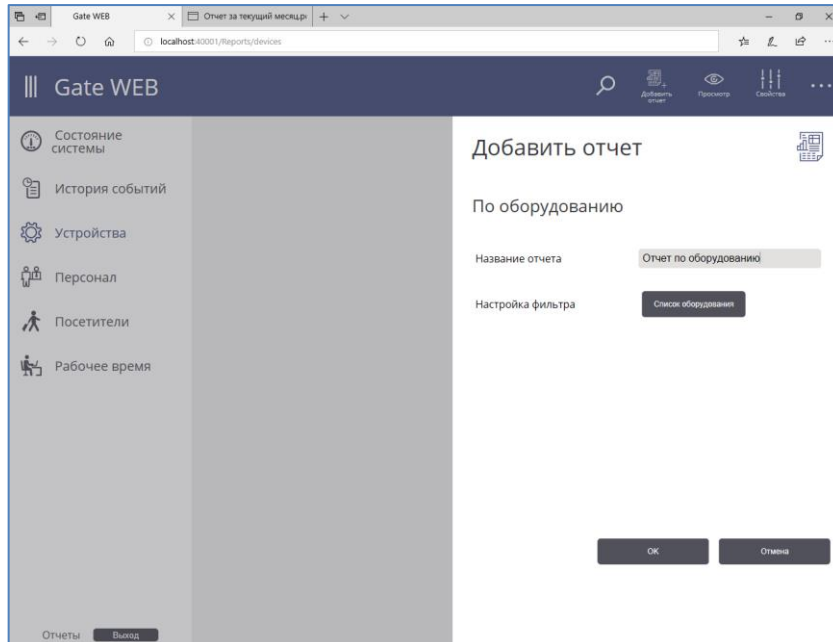 Gate WEB
Отчет за текущий месяц.p
localhost:40001/Reports/devices
Gate WEB
Добавить
отчет
Просмотр
Свойства
Состояние
системы
История событий
Устройства
Персонал
Посетители
Рабочее время
Добавить отчет
По оборудованию
Название отчета
Отчет по оборудованию
Настройка фильтра
Список оборудования
ОК
Отмена
Отчеты
Выход